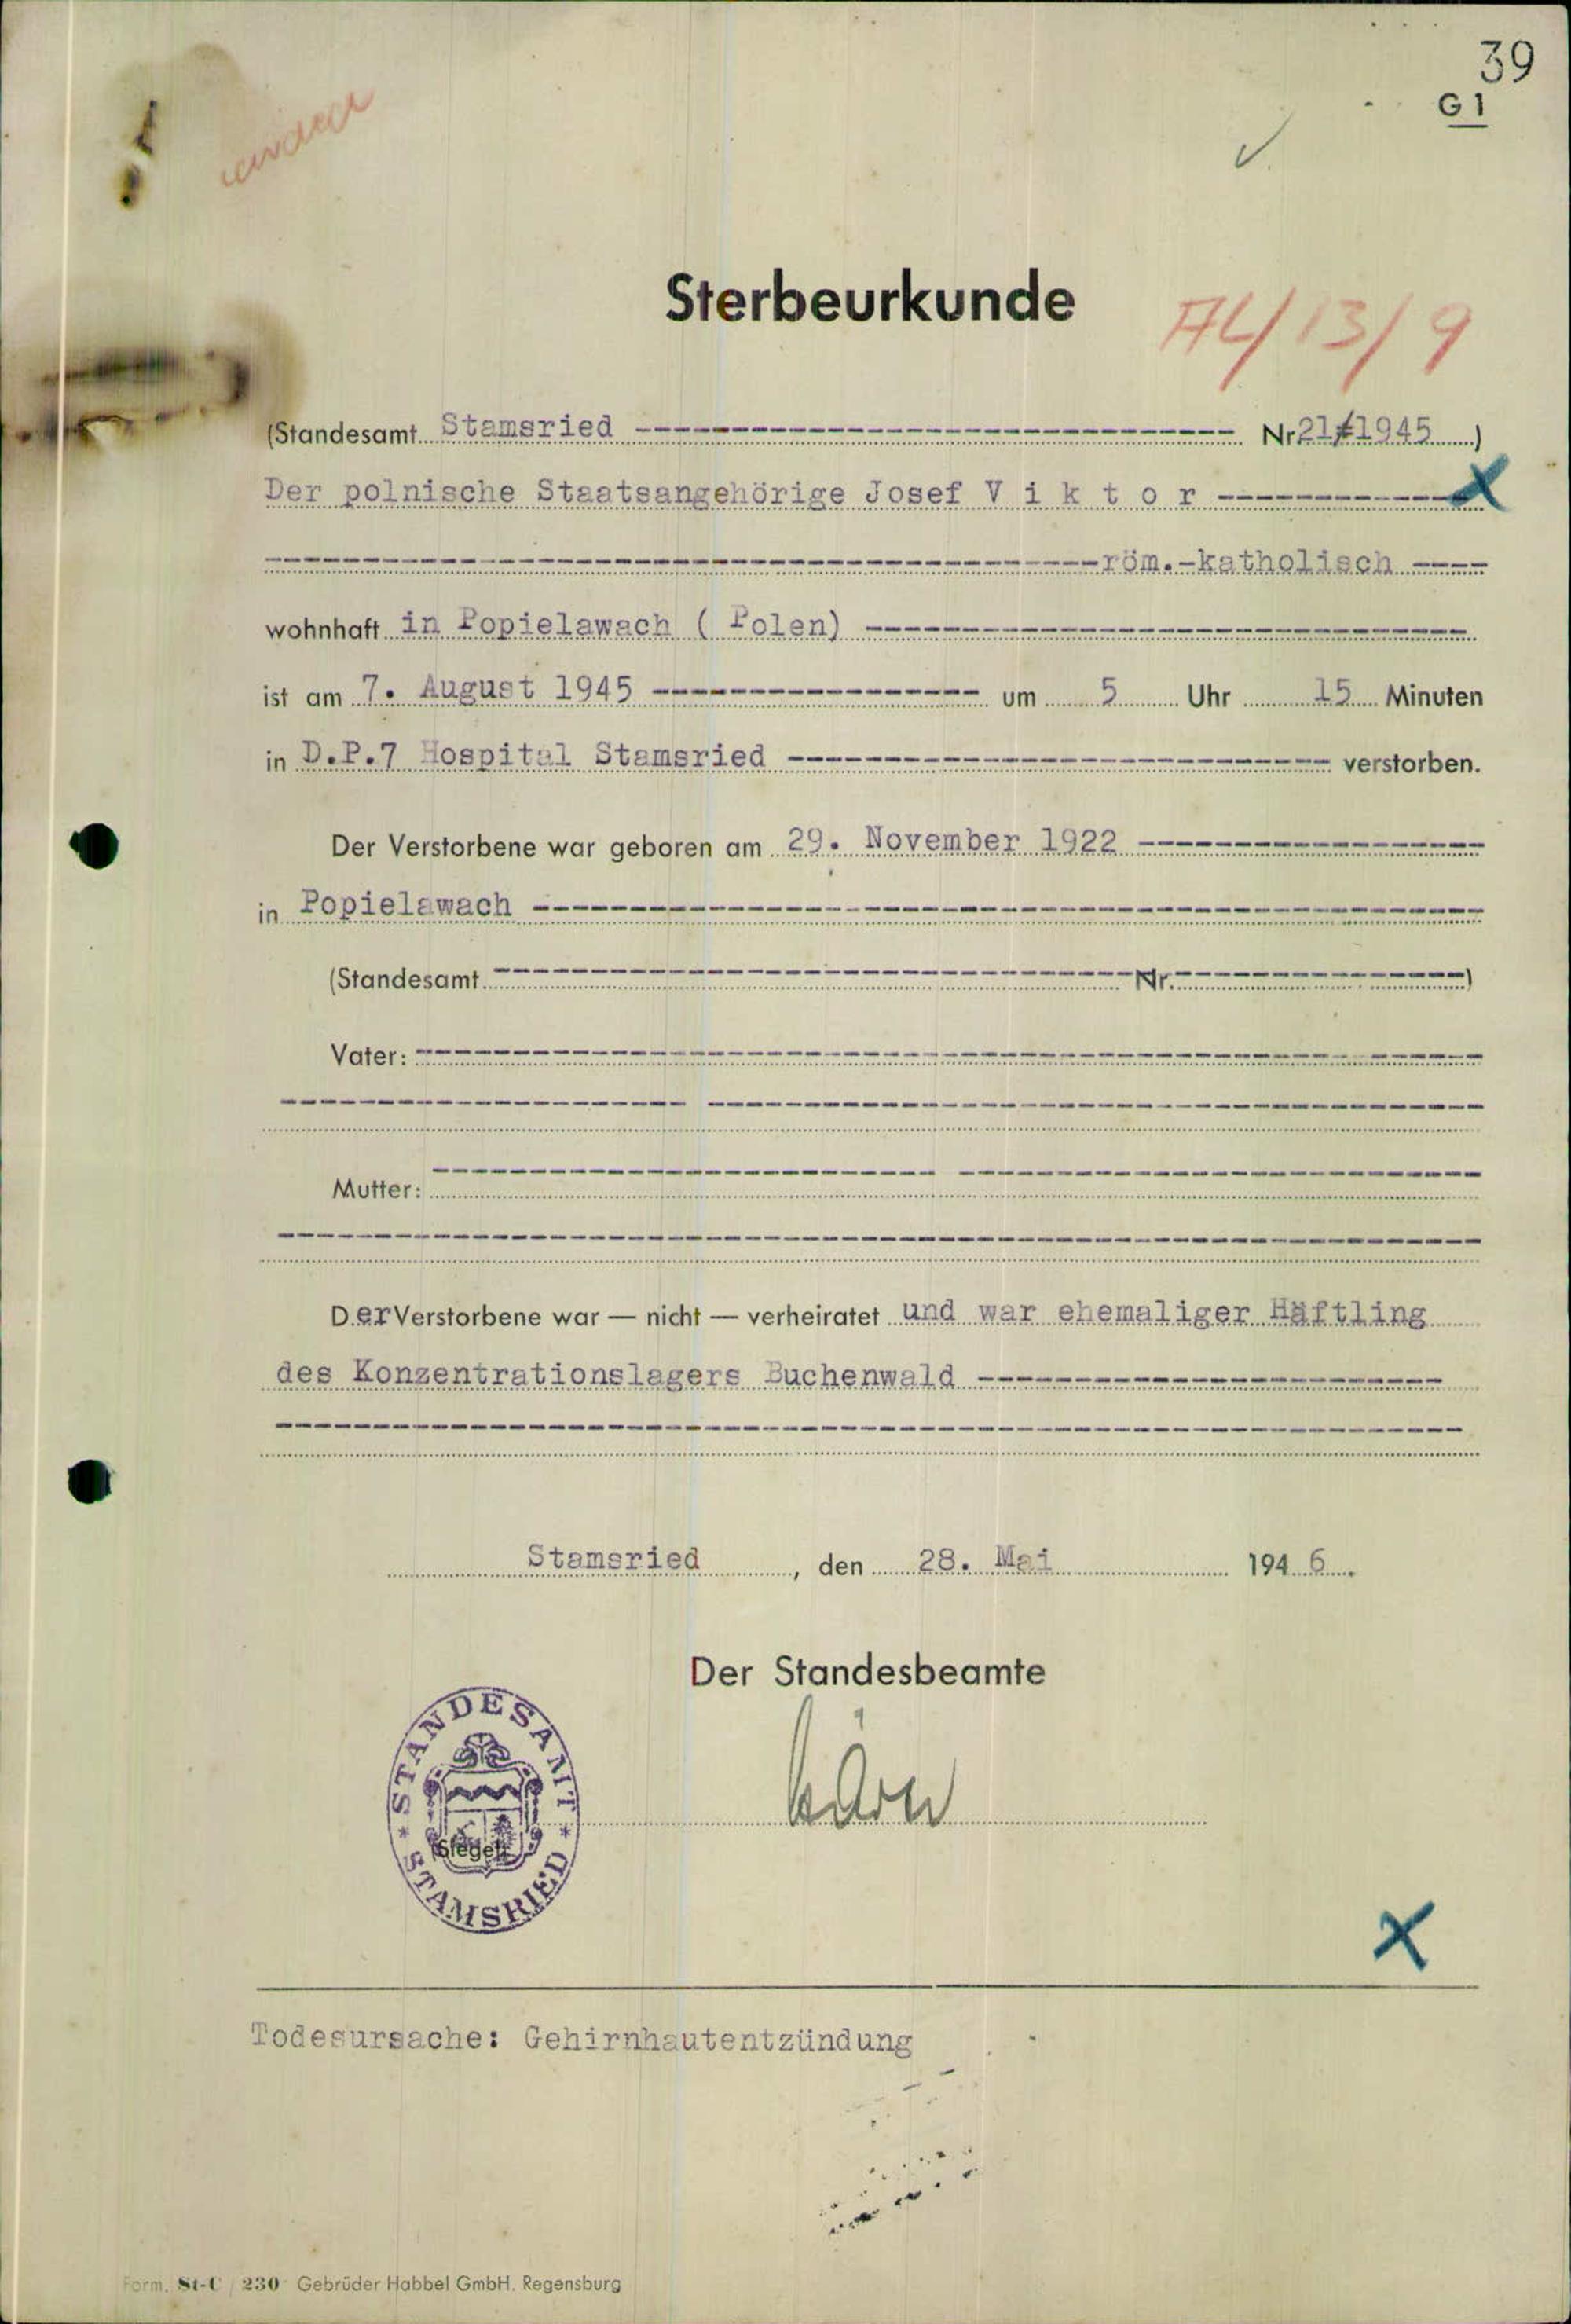 39
G 1
Sterbeurkunde
A4/13/9
(Standesamt Stamsried Nr 21/1945)
Der polnische Staatsangehörige Josef V i k t o r
röm.-katholisch
wohnhaft in Popielawach ( Polen)
ist am 7. August 1945 um 5 Uhr 15 Minuten
in D.P.7 Hospital Stamsried verstorben.
Der Verstorbene war geboren am 29. November 1922
in Popielawach
(Standesamt Nr. )
Vater:
Mutter:
Der Verstorbene war — nicht — verheiratet und war ehemaliger Häftling
des Konzentrationslagers Buchenwald
Stamsried, den 28. Mai 1946.
Der Standesbeamte
STANDESAMT
(Siegel)
* STAMSRIED *
Todesursache: Gehirnhautentzündung
Form. St-C 230 Gebrüder Habbel GmbH. Regensburg